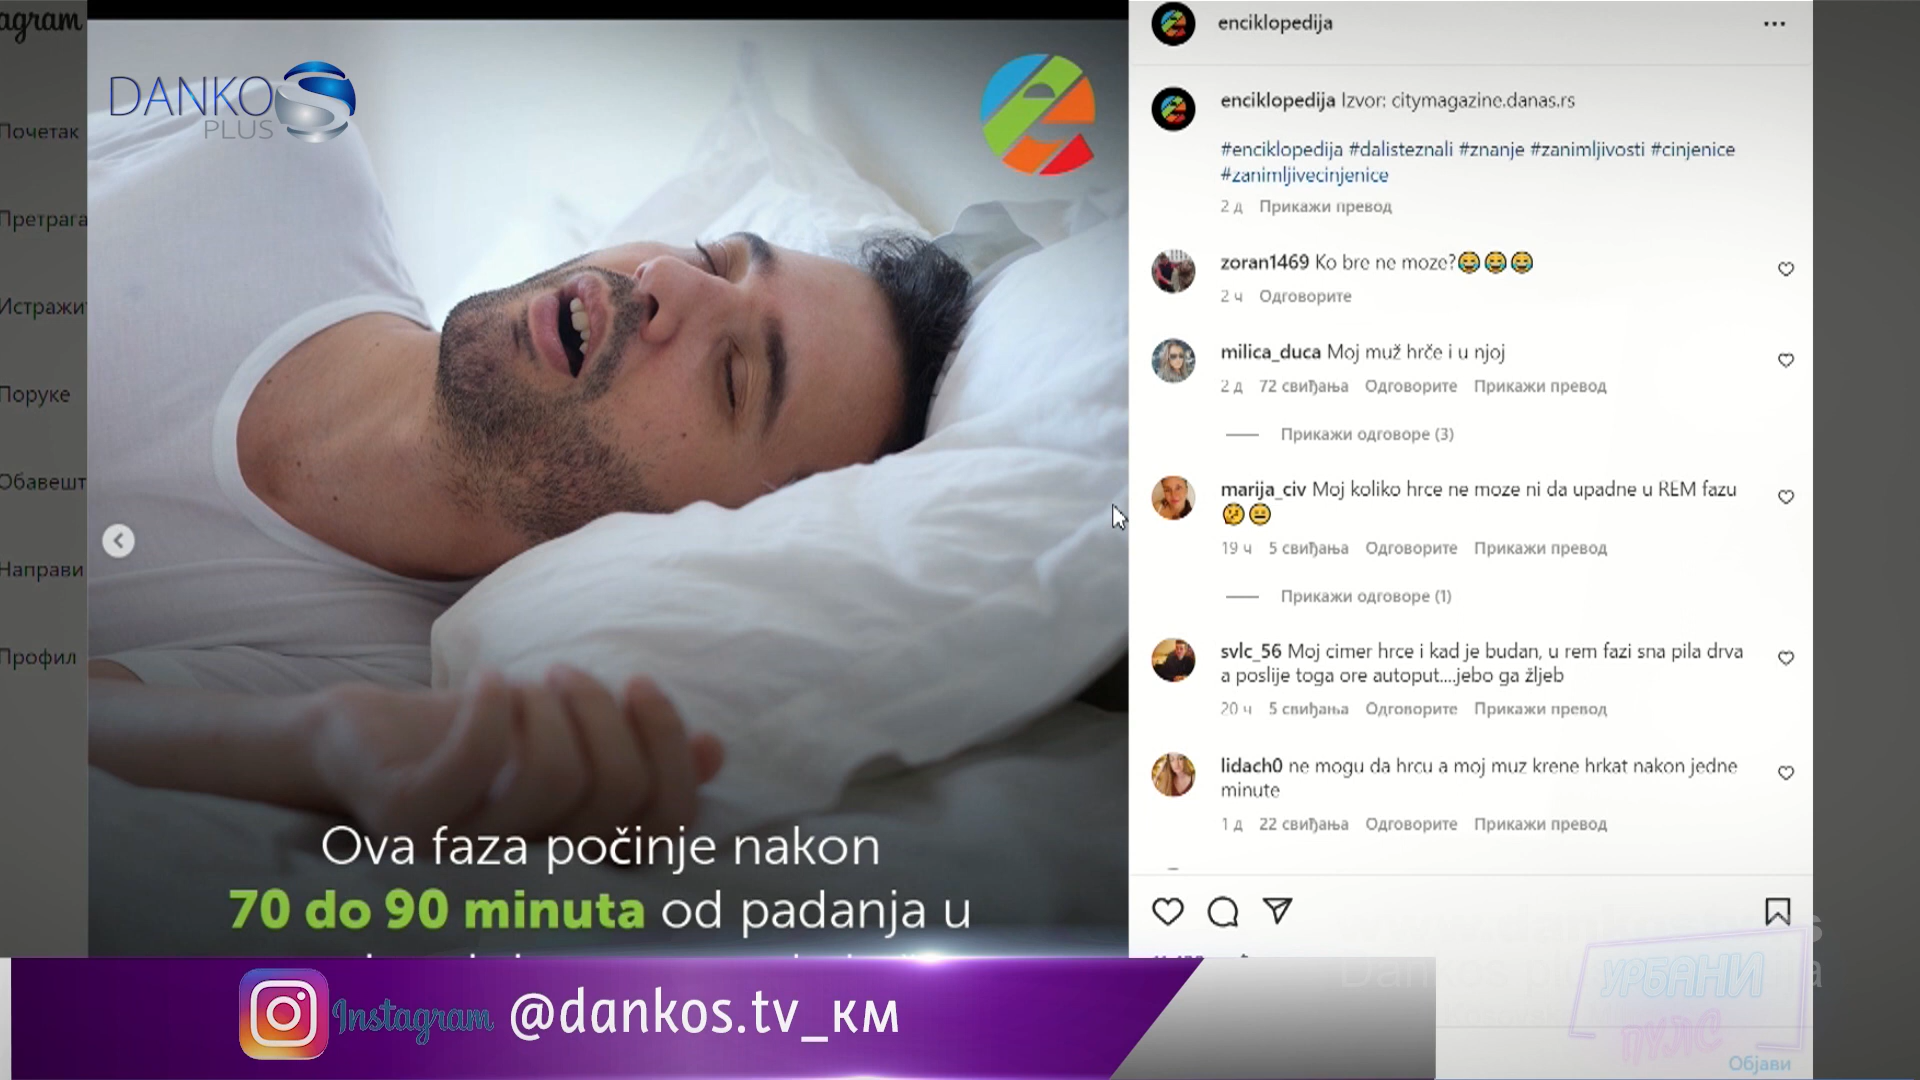 agram
DANKO
PLUS
Почетак
Претрага
Поруке
Направи
Профил
Ova faza počinje nakon
70 do 90 minuta od padanja u
enciklopedija
enciklopedija Izvor: citymagazine.danas.rs
#enciklopedija #dalisteznali #znanje #zanimljivosti #cinjenice
#zanimljivecinjenice
2 д Прикажи превод
zoran1469 Ko bre ne moze?😂😂😂
2 ч Одговорите
milica_duca Moj muž hrče i u njoj
2 д 72 свиђања Одговорите Прикажи превод
Прикажи одговоре (3)
marija_civ Moj koliko hrce ne moze ni da upadne u REM fazu
🤔😐
19 ч 5 свиђања Одговорите Прикажи превод
Прикажи одговоре (1)
svlc_56 Moj cimer hrce i kad je budan, u rem fazi sna pila drva
a poslije toga ore autoput....jebo ga žljeb
20 ч 5 свиђања Одговорите Прикажи превод
lidach0 ne mogu da hrcu a moj muz krene hrkat nakon jedne
minute
1 д 22 свиђања Одговорите Прикажи превод
Instagram @dankos.tv_км
УРБАНИ
ПУЛС
Објави